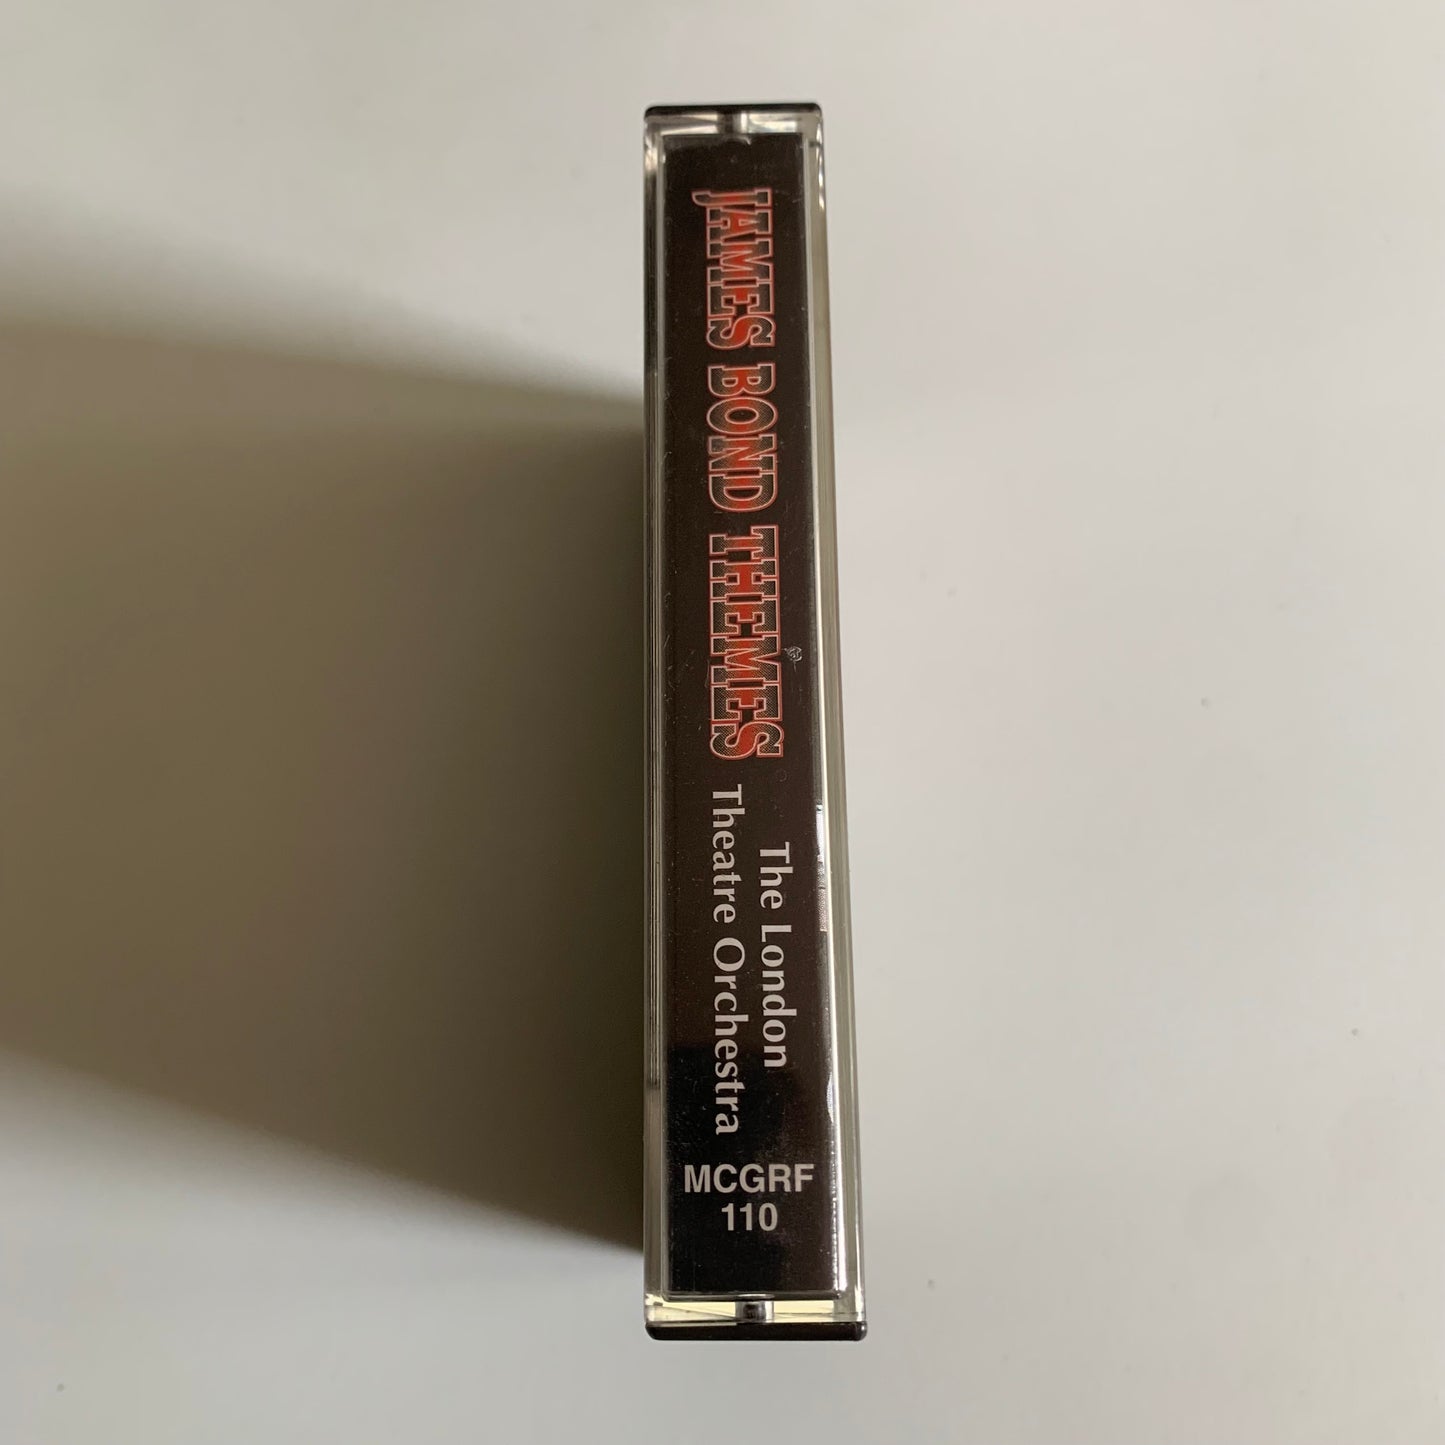 JAMES BOND THEMES
The London
Theatre Orchestra
MCGRF
110